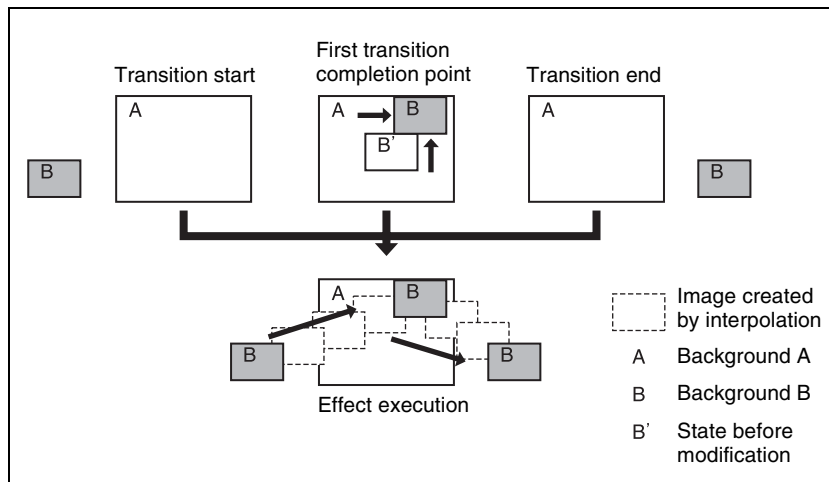 Transition start
First transition
completion point
Transition end
A
A
B
B'
A
B
B
A
B
B
B
Effect execution
Image created
by interpolation
A Background A
B Background B
B' State before
modification